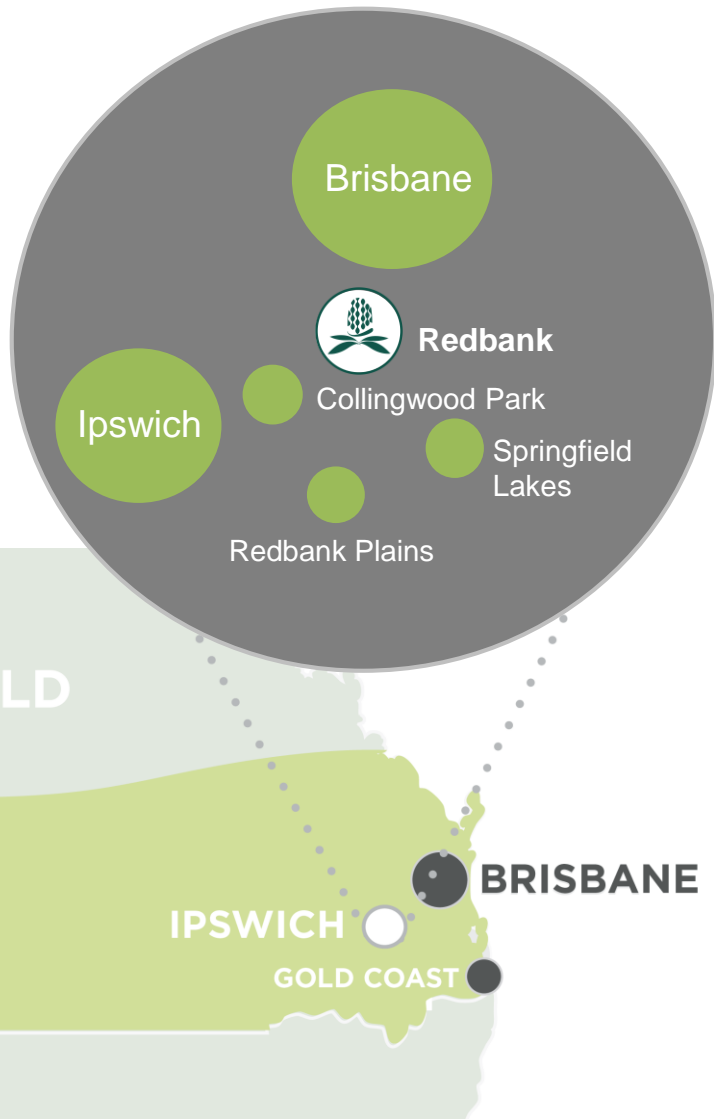 Brisbane
Redbank
Collingwood Park
Ipswich
Springfield
Lakes
Redbank Plains
LD
BRISBANE
IPSWICH
GOLD COAST